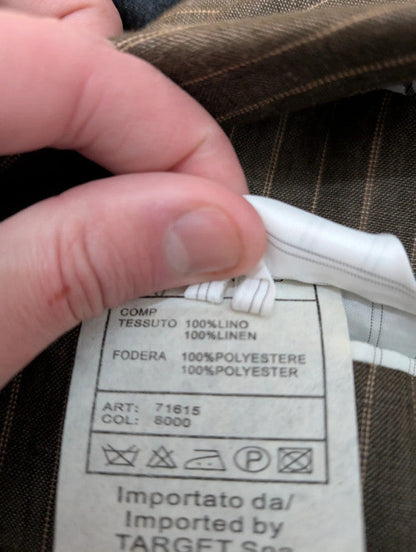 COMP
TESSUTO 100%LINO
100%LINEN
FODERA 100%POLYESTERE
100%POLYESTER
ART: 71615
COL: 8000
P
Importato da/
Imported by
TARGET